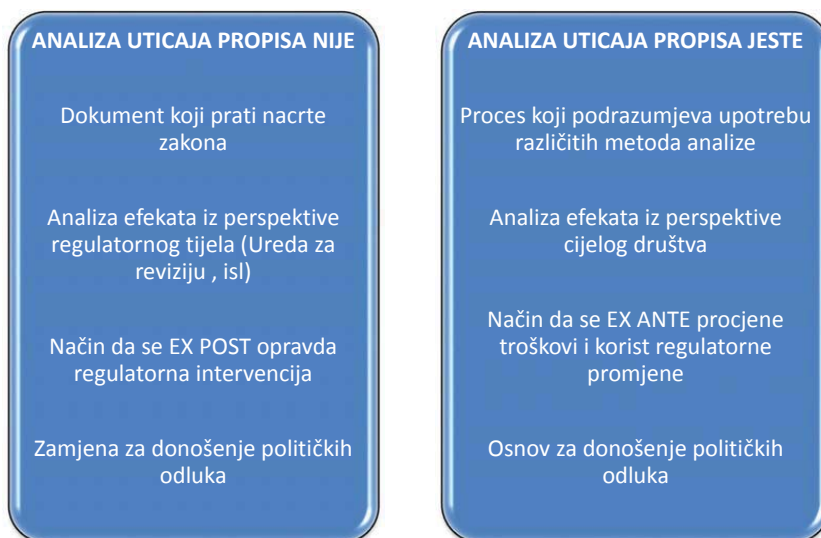 ANALIZA UTICAJA PROPISA NIJE
Dokument koji prati nacrte
zakona
Analiza efekata iz perspektive
regulatornog tijela (Ureda za
reviziju , isl)
Način da se EX POST opravda
regulatorna intervencija
Zamjena za donošenje političkih
odluka
ANALIZA UTICAJA PROPISA JESTE
Proces koji podrazumjeva upotrebu
različitih metoda analize
Analiza efekata iz perspektive
cijelog društva
Način da se EX ANTE procjene
troškovi i korist regulatorne
promjene
Osnov za donošenje političkih
odluka